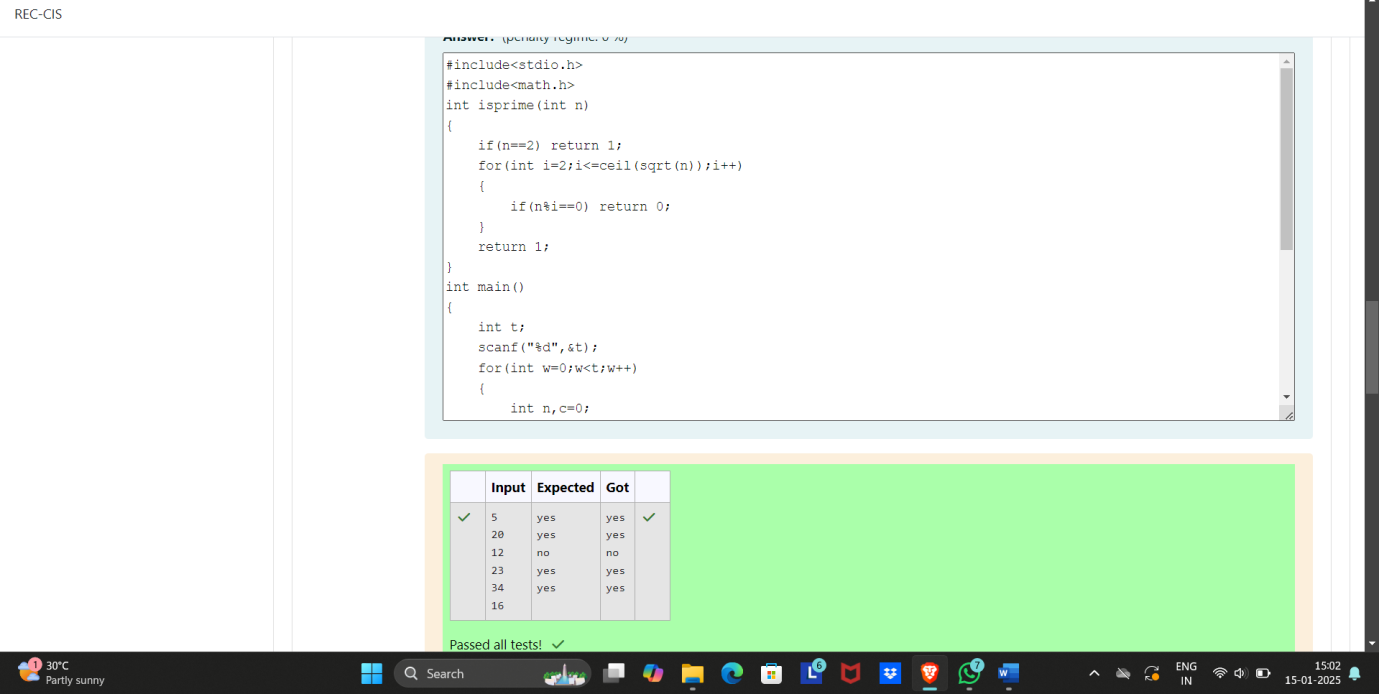 REC-CIS
Answer: (penalty regime: 0 %)
#include<stdio.h>
#include<math.h>
int isprime(int n)
{
    if(n==2) return 1;
    for(int i=2;i<=ceil(sqrt(n));i++)
    {
        if(n%i==0) return 0;
    }
    return 1;
}
int main()
{
    int t;
    scanf("%d",&t);
    for(int w=0;w<t;w++)
    {
        int n,c=0;
Input Expected Got
5 yes yes
20 yes yes
12 no no
23 yes yes
34 yes yes
16
Passed all tests!
1
30°C
Partly sunny
Search
L 6
7
W
ENG
IN
15:02
15-01-2025